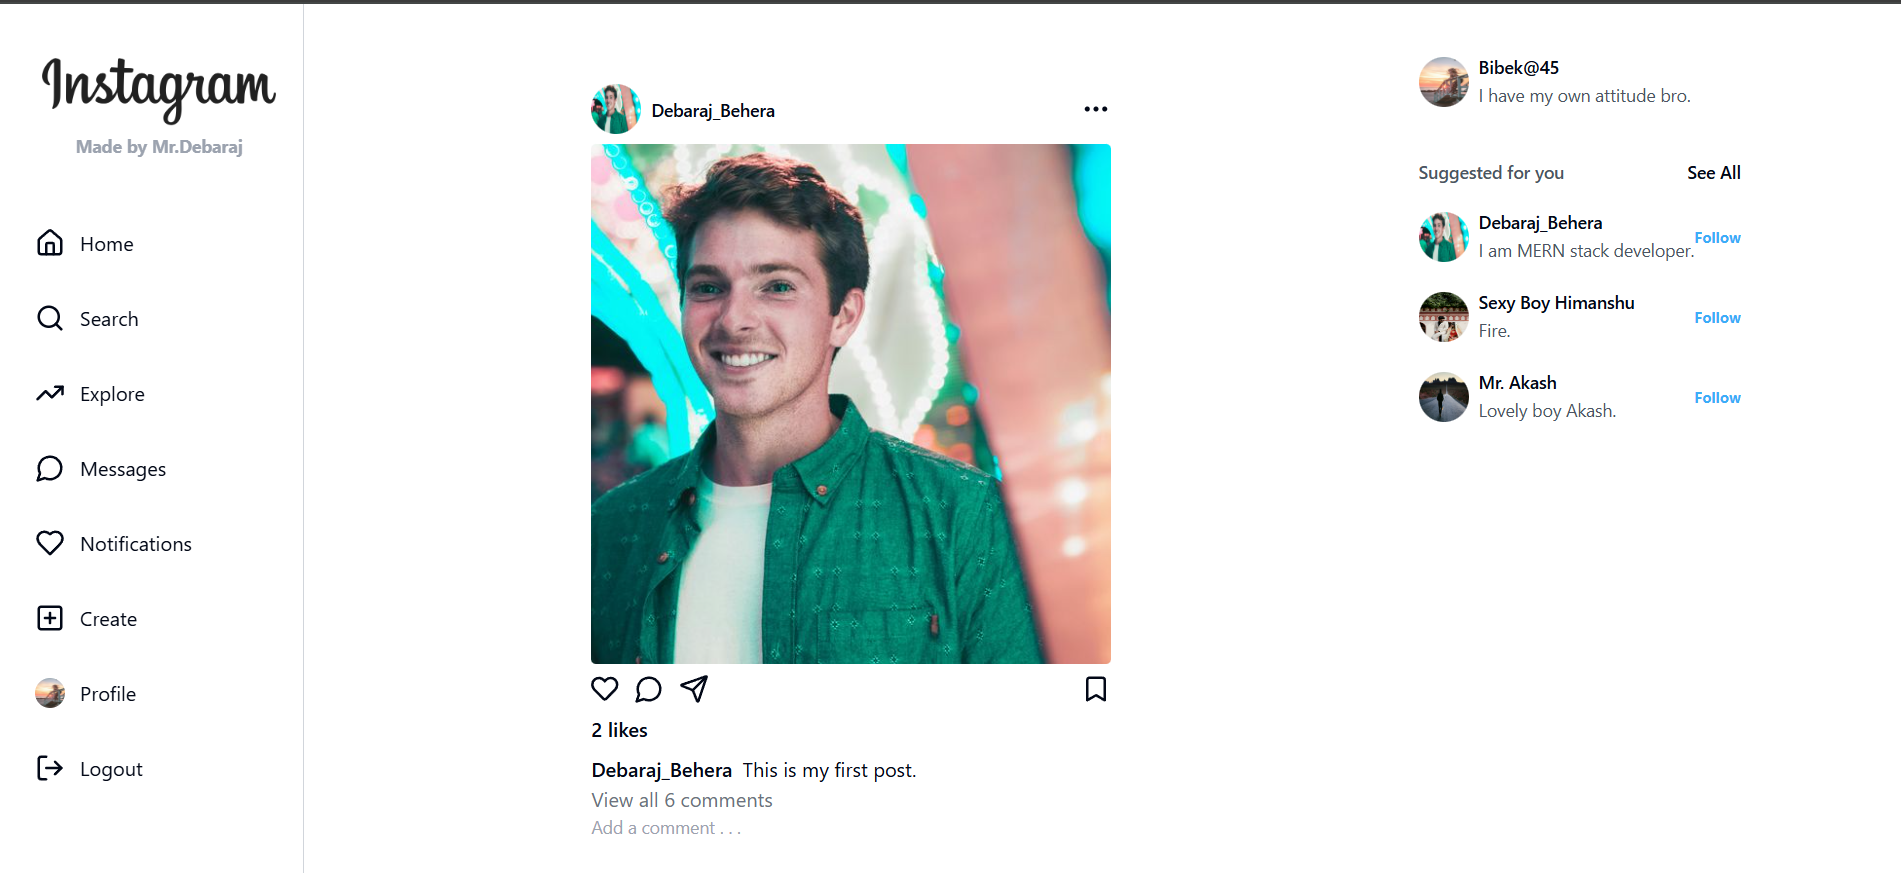 Instagram
Made by Mr.Debaraj
Home
Search
Explore
Messages
Notifications
Create
Profile
Logout
Debaraj_Behera
2 likes
Debaraj_Behera This is my first post.
View all 6 comments
Add a comment . . .
Bibek@45
I have my own attitude bro.
Suggested for you See All
Debaraj_Behera
I am MERN stack developer.
Follow
Sexy Boy Himanshu
Fire.
Follow
Mr. Akash
Lovely boy Akash.
Follow